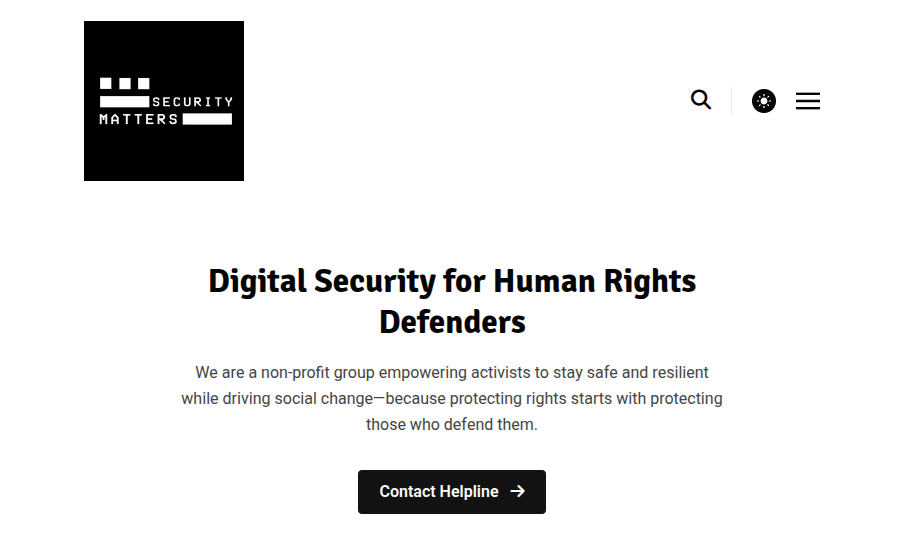 SECURITY
MATTERS
Digital Security for Human Rights
Defenders
We are a non-profit group empowering activists to stay safe and resilient
while driving social change—because protecting rights starts with protecting
those who defend them.
Contact Helpline